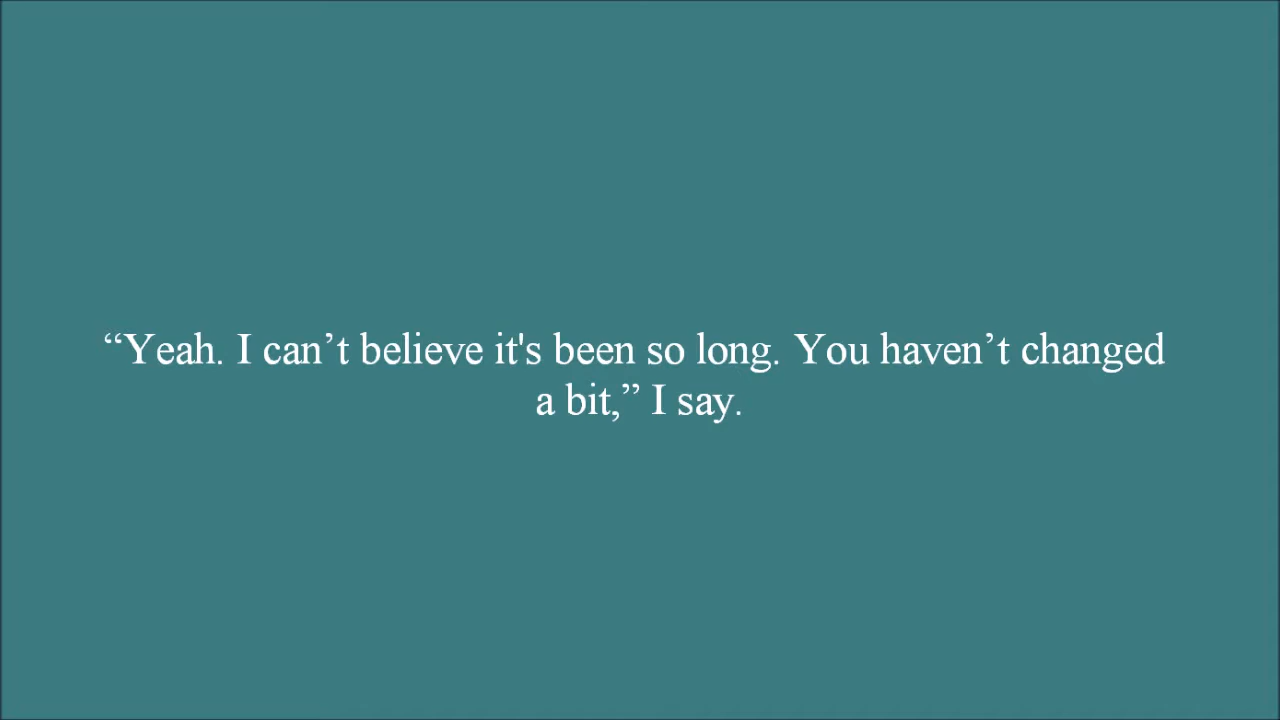 “Yeah. I can’t believe it's been so long. You haven’t changed
a bit,” I say.